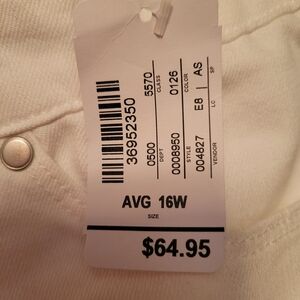 36952350
5570
CLASS
0126
COLOR
E8 | AS
LC
SP
0500
DEPT
0008950
STYLE
004827
VENDOR
AVG 16W
SIZE
$64.95